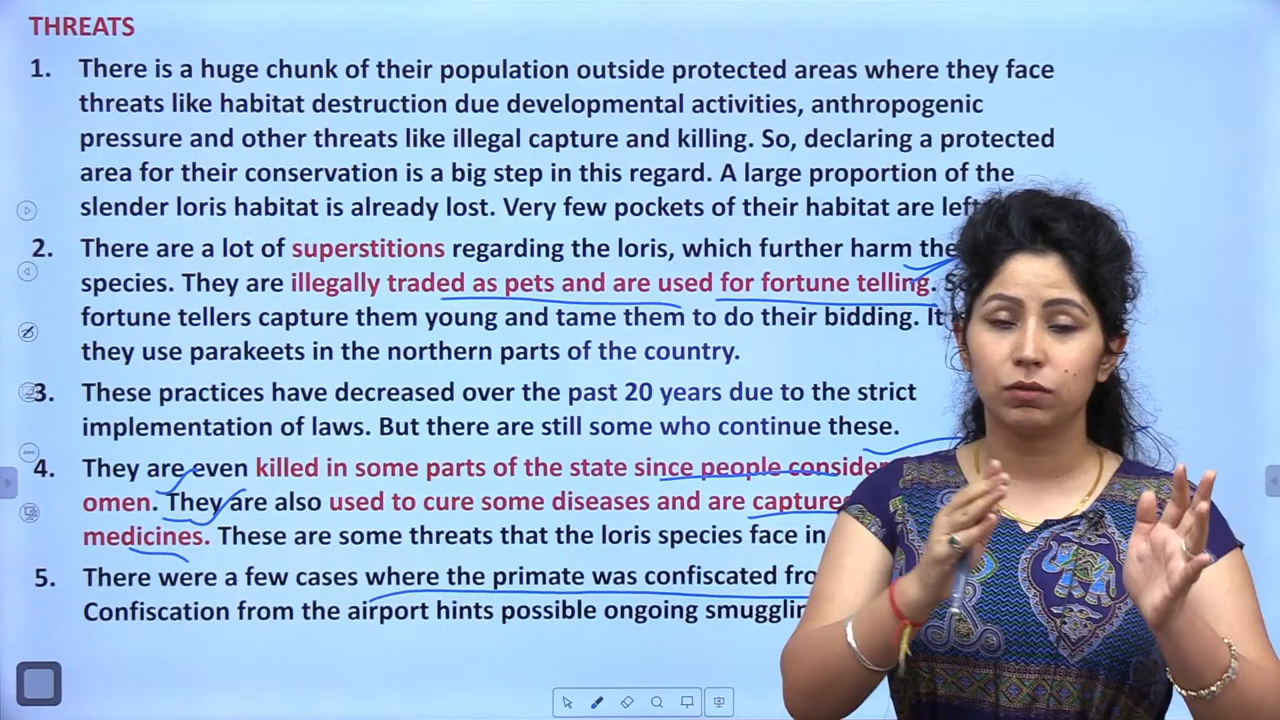 THREATS
1. There is a huge chunk of their population outside protected areas where they face
threats like habitat destruction due developmental activities, anthropogenic
pressure and other threats like illegal capture and killing. So, declaring a protected
area for their conservation is a big step in this regard. A large proportion of the
slender loris habitat is already lost. Very few pockets of their habitat are left
2. There are a lot of superstitions regarding the loris, which further harm the
species. They are illegally traded as pets and are used for fortune telling.
fortune tellers capture them young and tame them to do their bidding. It
they use parakeets in the northern parts of the country.
3. These practices have decreased over the past 20 years due to the strict
implementation of laws. But there are still some who continue these.
4. They are even killed in some parts of the state since people consider
omen. They are also used to cure some diseases and are
medicines. These are some threats that the loris species face in
5. There were a few cases where the primate was confiscated
Confiscation from the airport hints possible ongoing